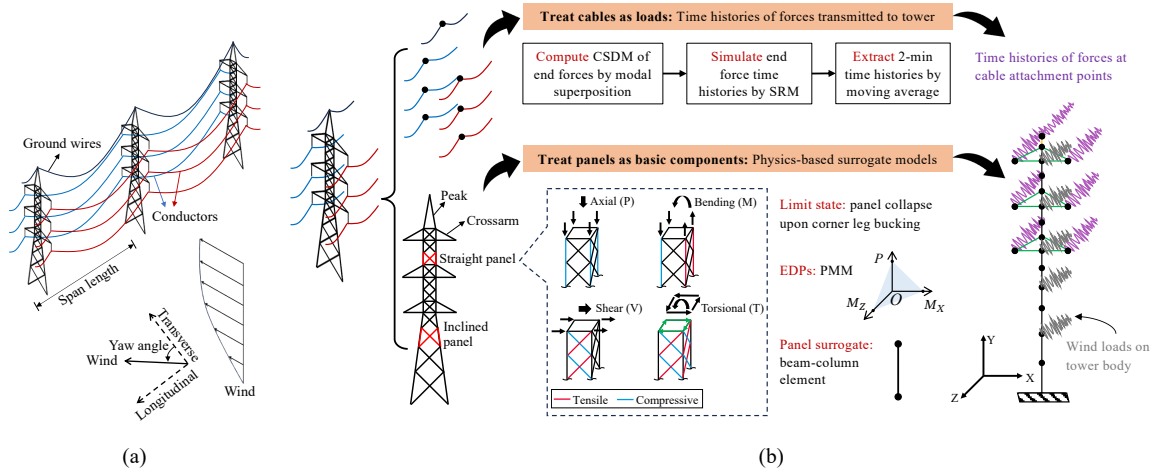 Ground wires
Conductors
Span length
Transverse
Yaw angle
Wind
Longitudinal
Wind
(a)
Treat cables as loads: Time histories of forces transmitted to tower
Compute CSDM of
end forces by modal
superposition
Simulate end
force time
histories by SRM
Extract 2-min
time histories by
moving average
Time histories of forces at
cable attachment points
Treat panels as basic components: Physics-based surrogate models
Peak
Crossarm
Straight panel
Inclined
panel
Axial (P)
Bending (M)
Shear (V)
Torsional (T)
Tensile
Compressive
Limit state: panel collapse
upon corner leg bucking
EDPs: PMM
P
M_Z
O
M_X
Panel surrogate:
beam-column
element
Y
X
Z
Wind loads on
tower body
(b)